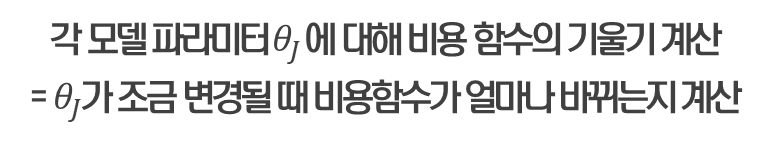 각 모델 파라미터 θ_J 에 대해 비용 함수의 기울기 계산
= θ_J가 조금 변경될 때 비용함수가 얼마나 바뀌는지 계산